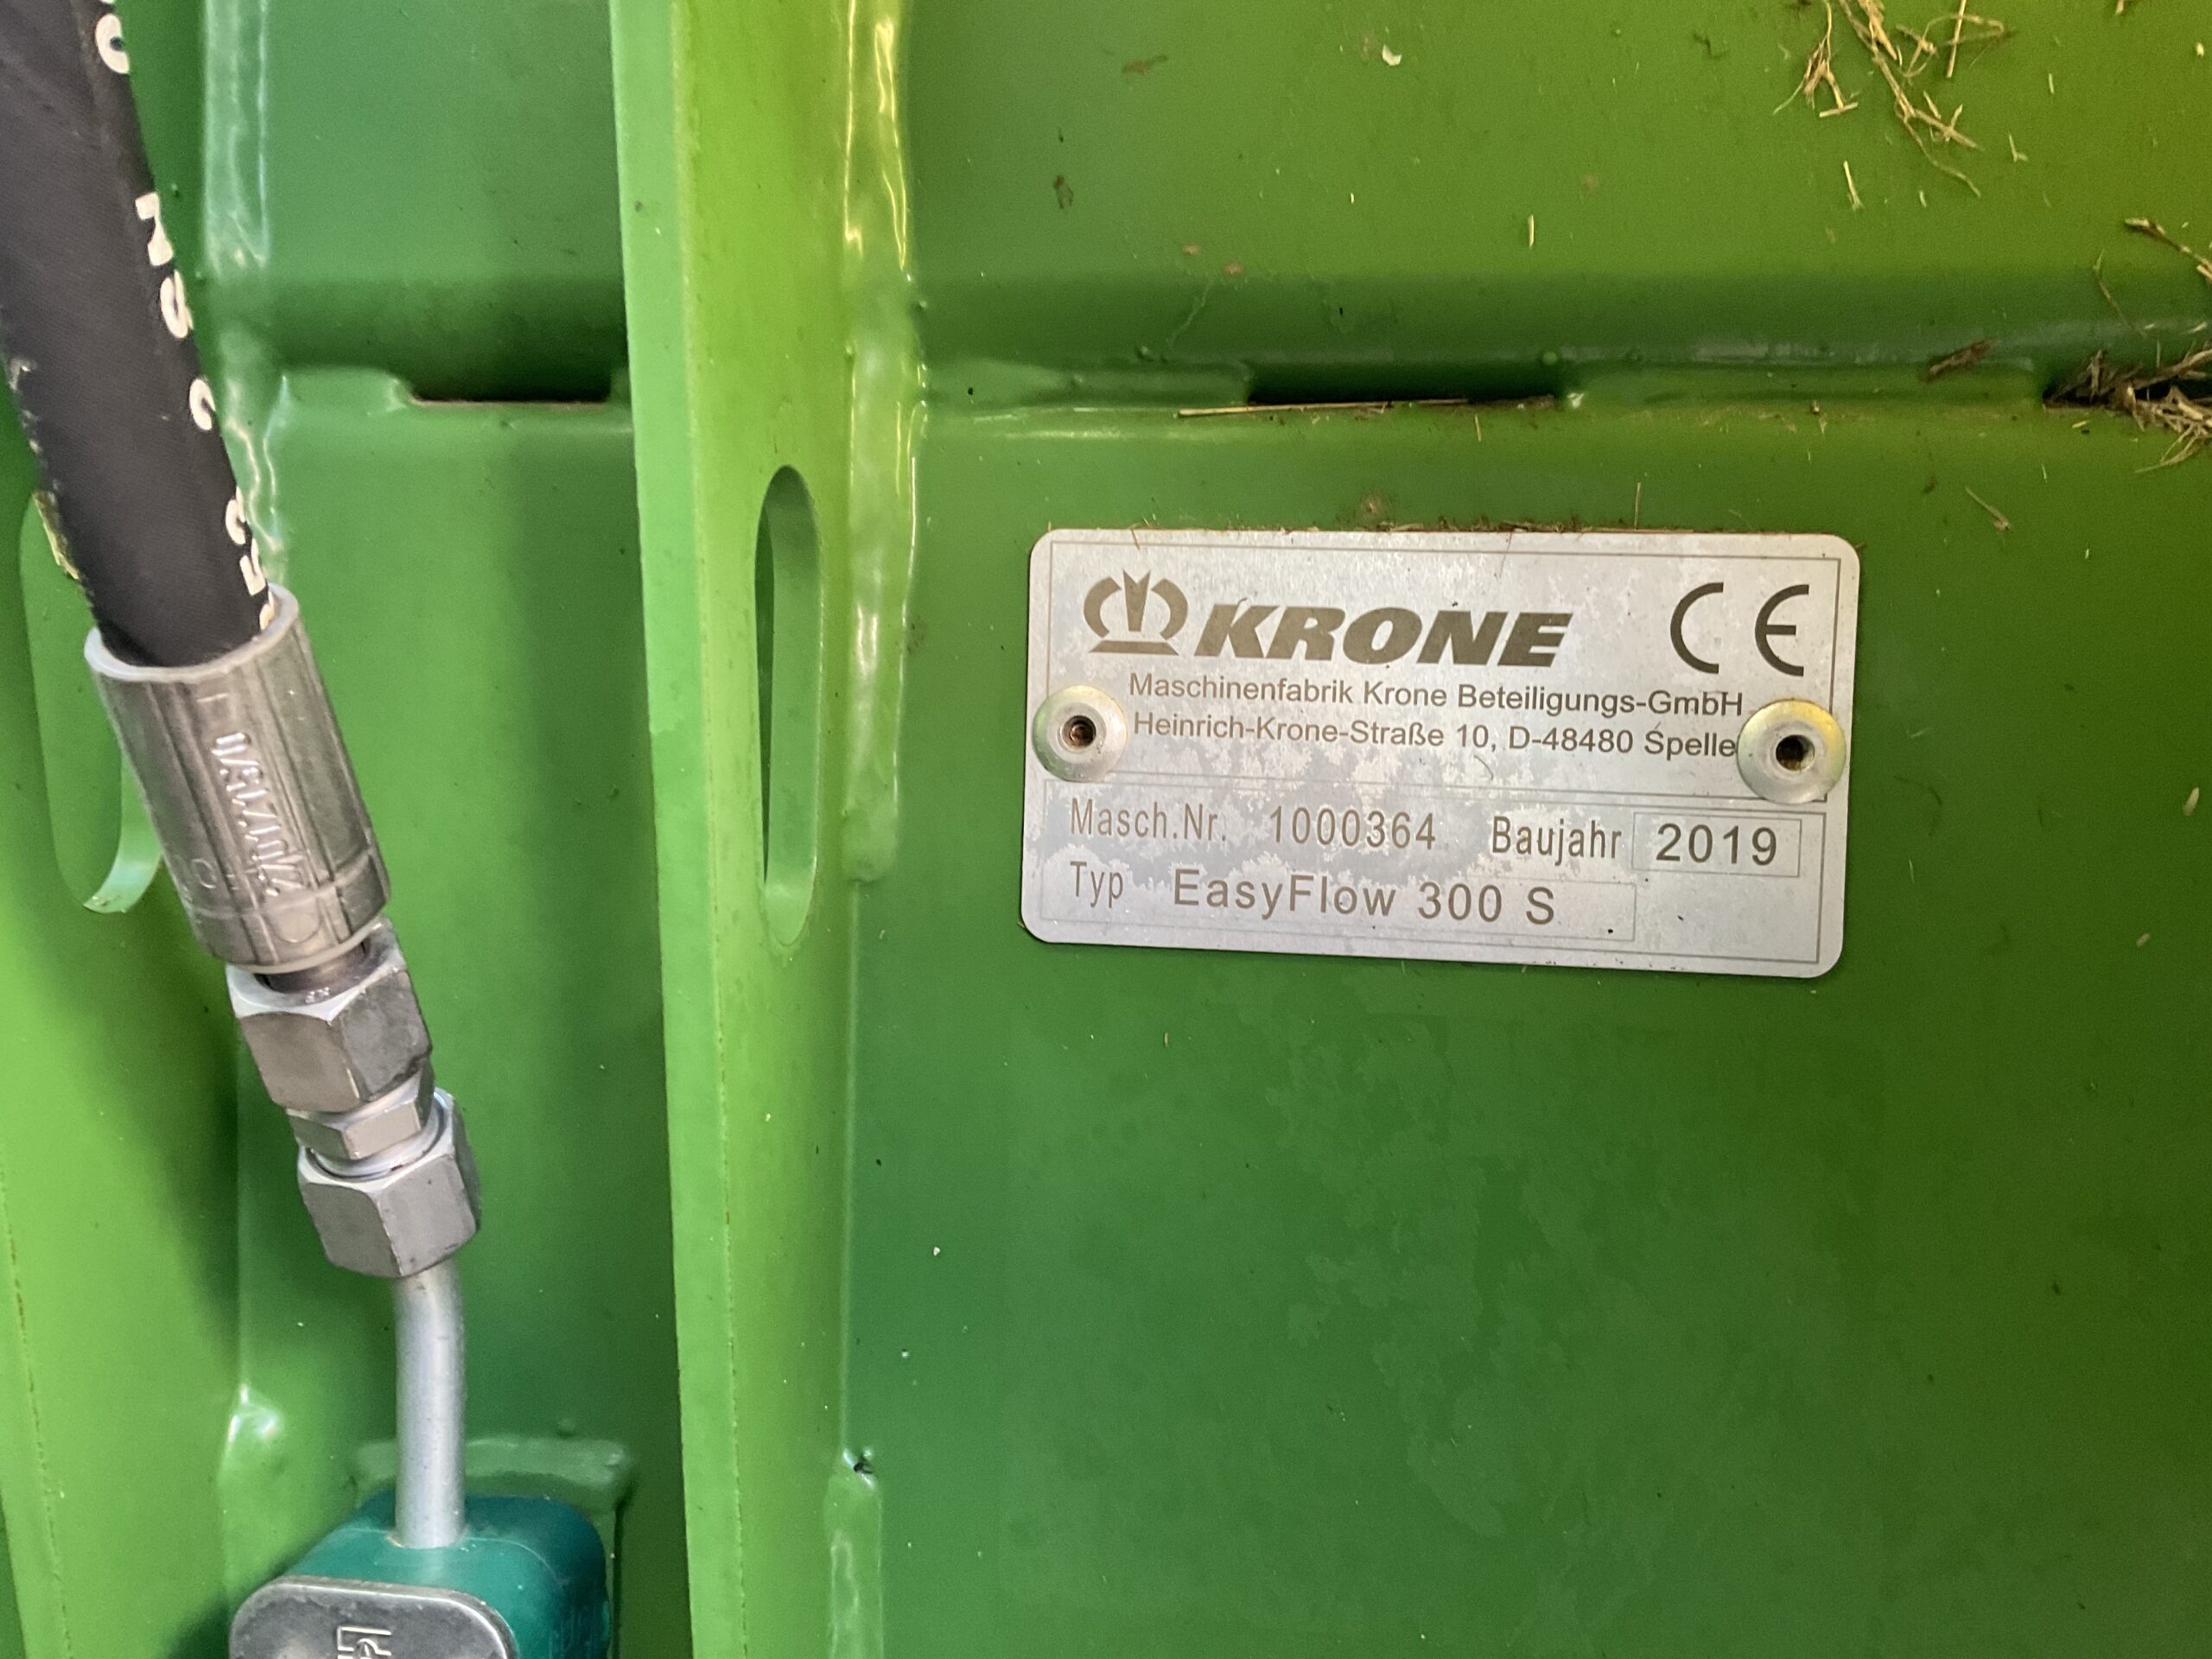 KRONE CE
Maschinenfabrik Krone Beteiligungs-GmbH
Heinrich-Krone-Straße 10, D-48480 Spelle
Masch.Nr. 1000364 Baujahr 2019
Typ EasyFlow 300 S